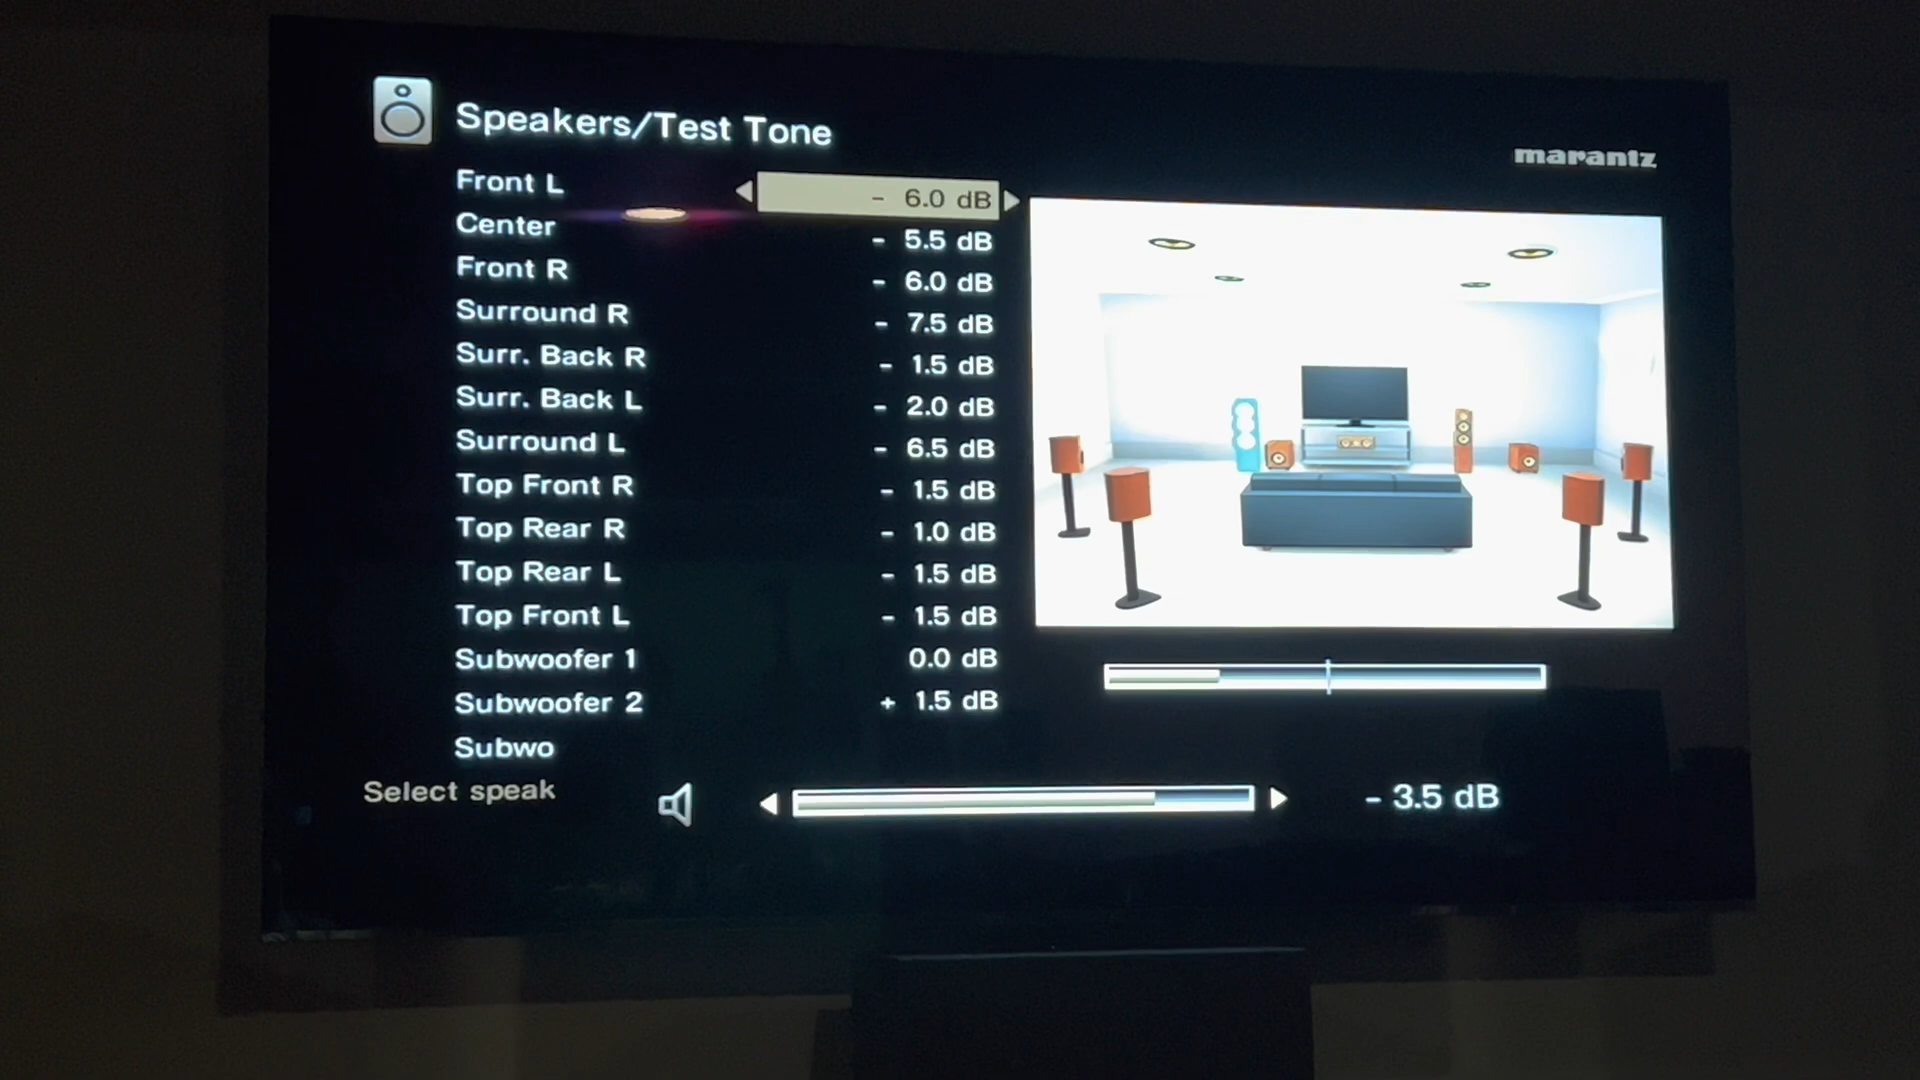 Speakers/Test Tone
marantz
Front L - 6.0 dB
Center - 5.5 dB
Front R - 6.0 dB
Surround R - 7.5 dB
Surr. Back R - 1.5 dB
Surr. Back L - 2.0 dB
Surround L - 6.5 dB
Top Front R - 1.5 dB
Top Rear R - 1.0 dB
Top Rear L - 1.5 dB
Top Front L - 1.5 dB
Subwoofer 1 0.0 dB
Subwoofer 2 + 1.5 dB
Subwo
Select speak
- 3.5 dB